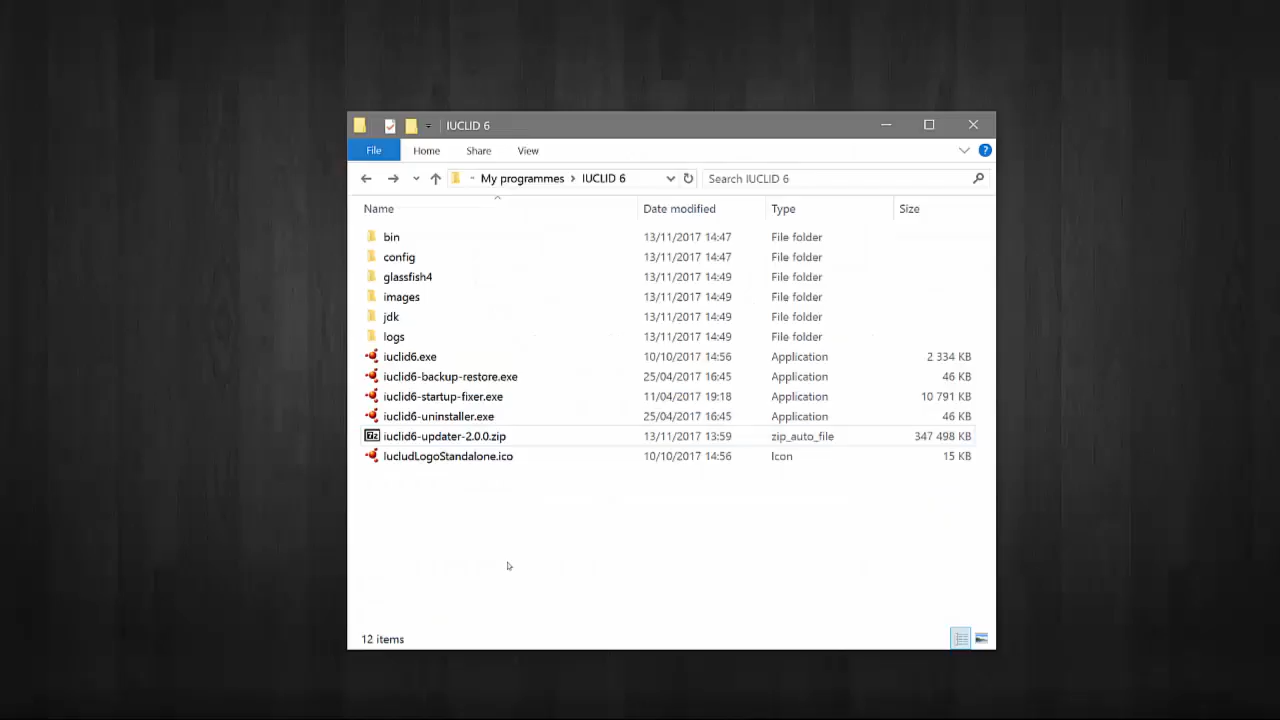 IUCLID 6
File Home Share View
My programmes IUCLID 6 Search IUCLID 6
Name Date modified Type Size
bin 13/11/2017 14:47 File folder
config 13/11/2017 14:47 File folder
glassfish4 13/11/2017 14:49 File folder
images 13/11/2017 14:49 File folder
jdk 13/11/2017 14:49 File folder
logs 13/11/2017 14:49 File folder
iuclid6.exe 10/10/2017 14:56 Application 2 334 KB
iuclid6-backup-restore.exe 25/04/2017 16:45 Application 46 KB
iuclid6-startup-fixer.exe 11/04/2017 19:18 Application 10 791 KB
iuclid6-uninstaller.exe 25/04/2017 16:45 Application 46 KB
iuclid6-updater-2.0.0.zip 13/11/2017 13:59 zip_auto_file 347 498 KB
IucludLogoStandalone.ico 10/10/2017 14:56 Icon 15 KB
12 items